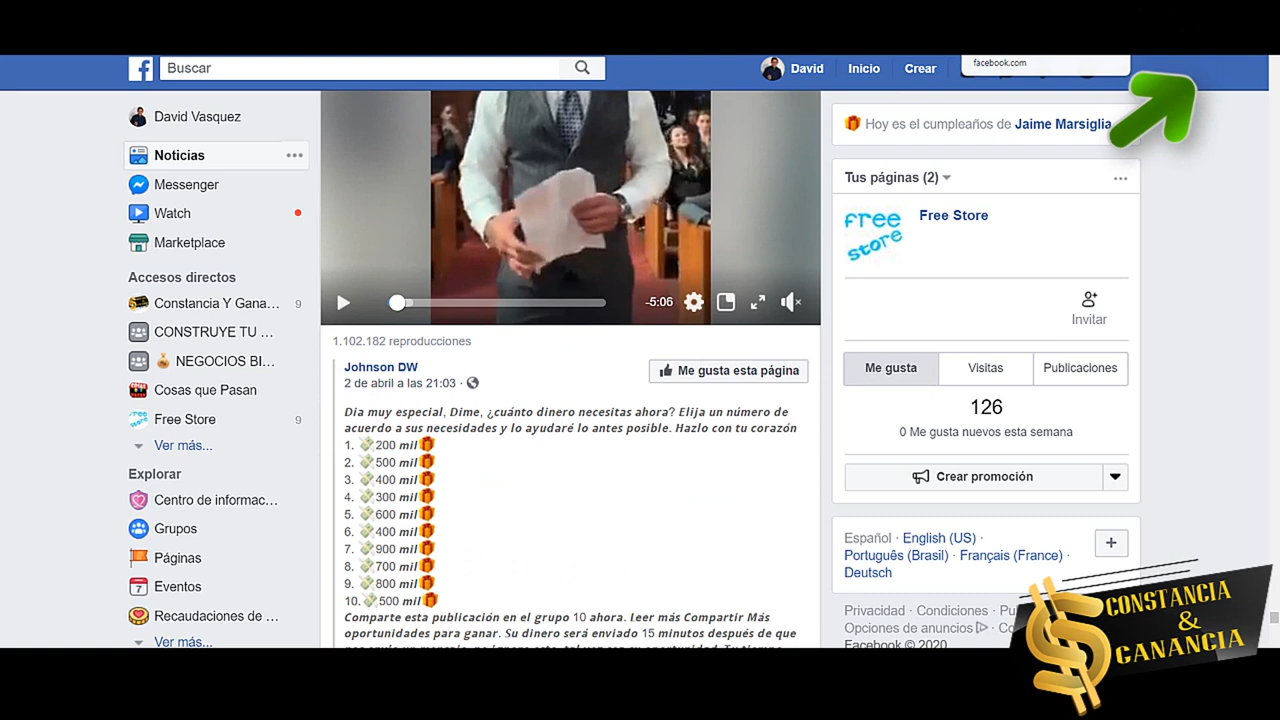 Buscar
David
Inicio
Crear
facebook.com
David Vasquez
Noticias
Messenger
Watch
Marketplace
Accesos directos
Constancia Y Gana... 9
CONSTRUYE TU ...
NEGOCIOS BI...
Cosas que Pasan
Free Store 9
Ver más...
Explorar
Centro de informac...
Grupos
Páginas
7 Eventos
Recaudaciones de ...
Ver más...
-5:06
1.102.182 reproducciones
Johnson DW
Me gusta esta página
2 de abril a las 21:03 ·
Dia muy especial, Dime, ¿cuánto dinero necesitas ahora? Elija un número de
acuerdo a sus necesidades y lo ayudaré lo antes posible. Hazlo con tu corazón
1. 💸200 mil🎁
2. 💸500 mil🎁
3. 💸400 mil🎁
4. 💸300 mil🎁
5. 💸600 mil🎁
6. 💸400 mil🎁
7. 💸900 mil🎁
8. 💸700 mil🎁
9. 💸800 mil🎁
10. 💸500 mil🎁
Comparte esta publicación en el grupo 10 ahora. Leer más Compartir Más
oportunidades para ganar. Su dinero será enviado 15 minutos después de que
Hoy es el cumpleaños de Jaime Marsiglia
Tus páginas (2)
free store
Free Store
Invitar
Me gusta
Visitas
Publicaciones
126
0 Me gusta nuevos esta semana
Crear promoción
Español · English (US) ·
Português (Brasil) · Français (France) ·
Deutsch
Privacidad · Condiciones ·
Opciones de anuncios
Facebook © 2020
CONSTANCIA
&
GANANCIA